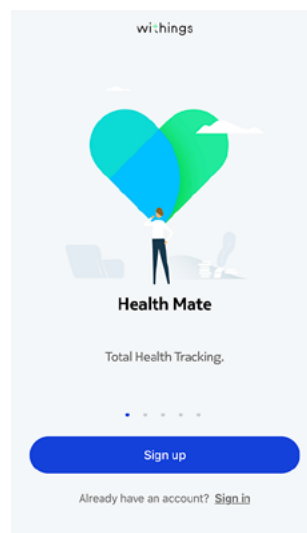 withings
Health Mate
Total Health Tracking.
Sign up
Already have an account? Sign in